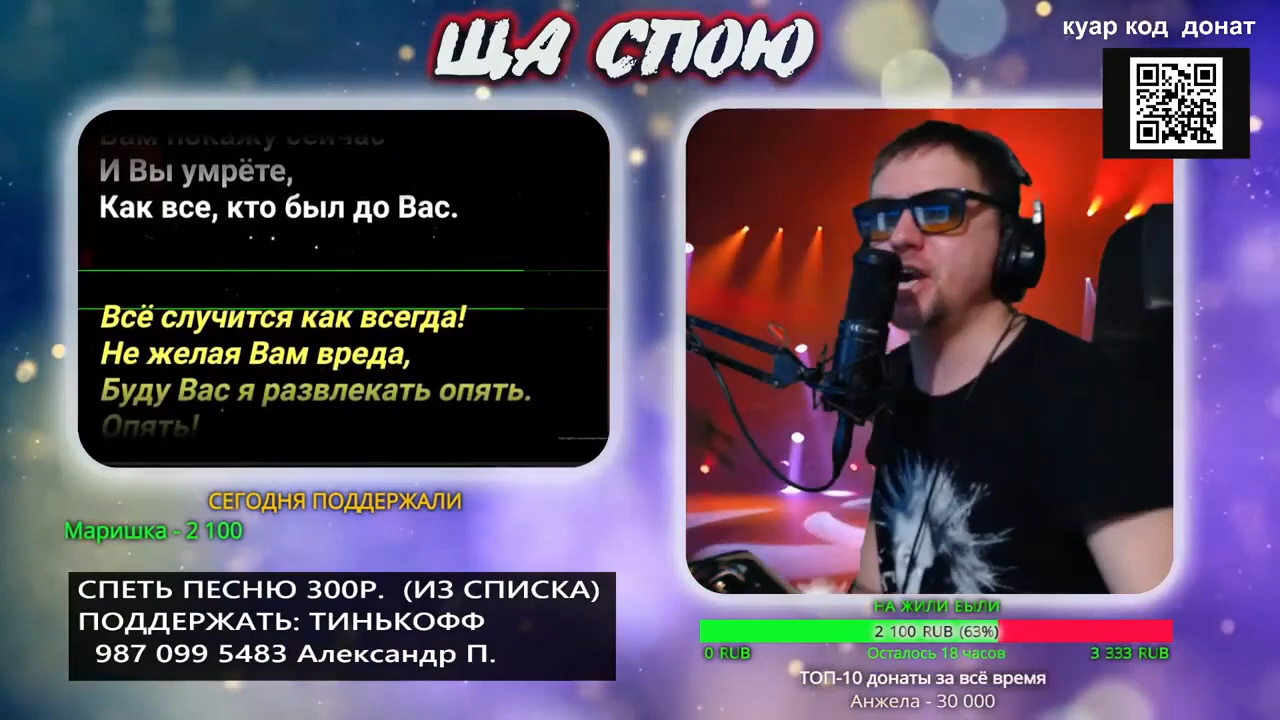 ЩА СПОЮ
куар код донат
Вам покажу сейчас
И Вы умрёте,
Как все, кто был до Вас.
Всё случится как всегда!
Не желая Вам вреда,
Буду Вас я развлекать опять.
Опять!
СЕГОДНЯ ПОДДЕРЖАЛИ
Маришка - 2 100
СПЕТЬ ПЕСНЮ 300Р. (ИЗ СПИСКА)
ПОДДЕРЖАТЬ: ТИНЬКОФФ
987 099 5483 Александр П.
НА ЖИЛИ БЫЛИ
2 100 RUB (63%)
0 RUB
Осталось 18 часов
3 333 RUB
ТОП-10 донаты за всё время
Анжела - 30 000